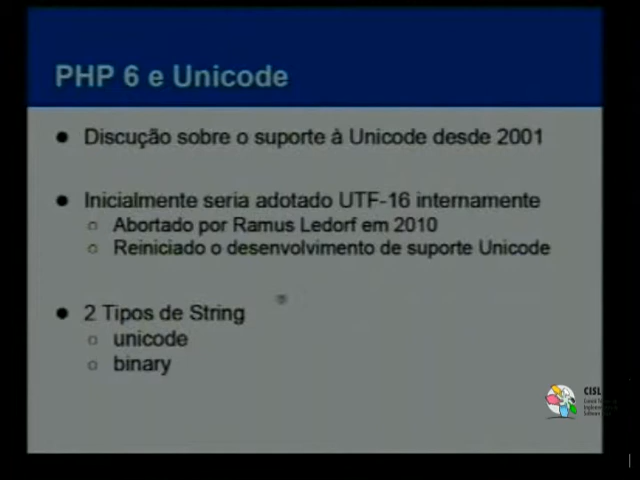 PHP 6 e Unicode
● Discução sobre o suporte à Unicode desde 2001
● Inicialmente seria adotado UTF-16 internamente
○ Abortado por Ramus Ledorf em 2010
○ Reiniciado o desenvolvimento de suporte Unicode
● 2 Tipos de String
○ unicode
○ binary
CISL